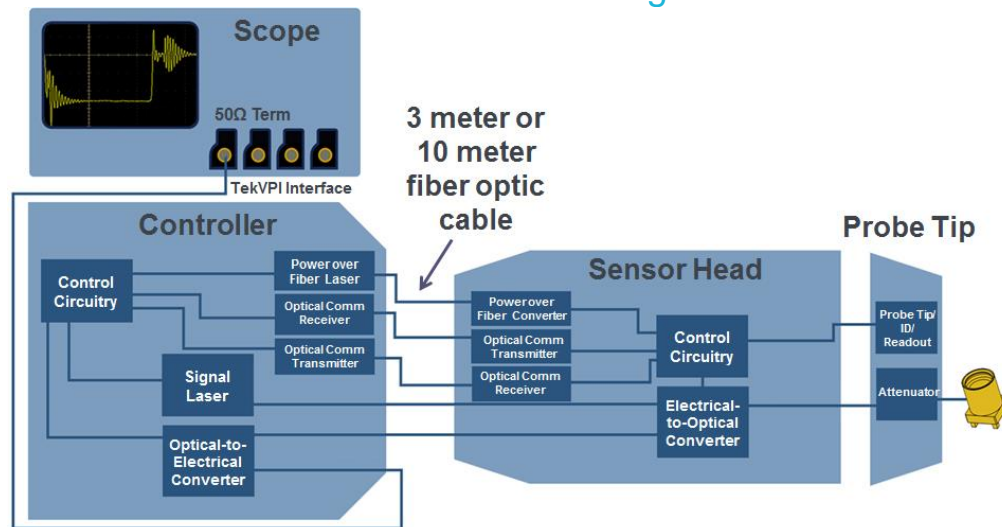 Scope
50Ω Term
TekVPI Interface
3 meter or
10 meter
fiber optic
cable
Controller
Control
Circuitry
Power over
Fiber Laser
Optical Comm
Receiver
Optical Comm
Transmitter
Signal
Laser
Optical-to-
Electrical
Converter
Sensor Head
Power over
Fiber Converter
Optical Comm
Transmitter
Optical Comm
Receiver
Control
Circuitry
Electrical-
to-Optical
Converter
Probe Tip
Probe Tip/
ID/
Readout
Attenuator